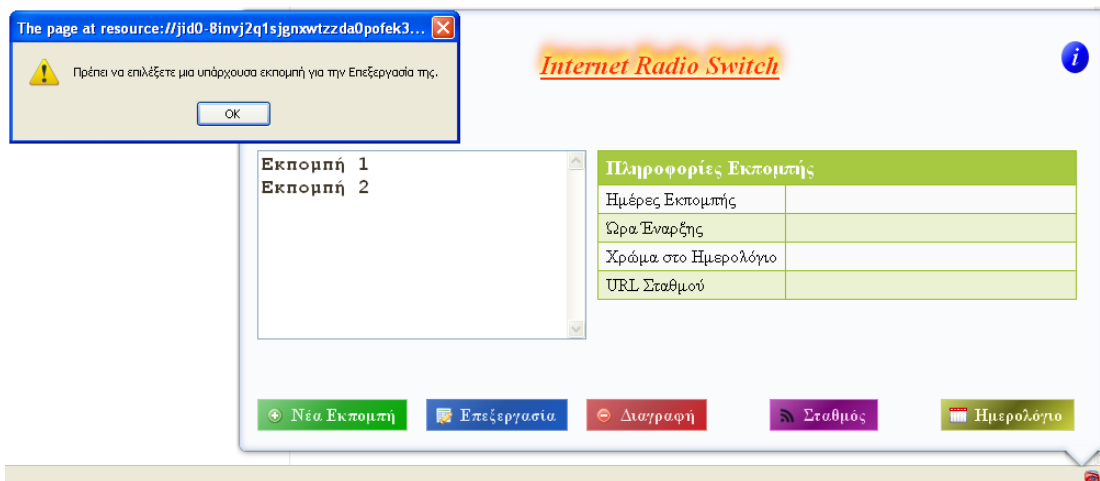 The page at resource://jid0-8invj2q1sjgnxwtzzda0pofek3...
Πρέπει να επιλέξετε μια υπάρχουσα εκπομπή για την Επεξεργασία της.
OK
Internet Radio Switch
i
Εκπομπή 1
Εκπομπή 2
Πληροφορίες Εκπομπής
Ημέρες Εκπομπής
Ώρα Έναρξης
Χρώμα στο Ημερολόγιο
URL Σταθμού
Νέα Εκπομπή
Επεξεργασία
Διαγραφή
Σταθμός
Ημερολόγιο